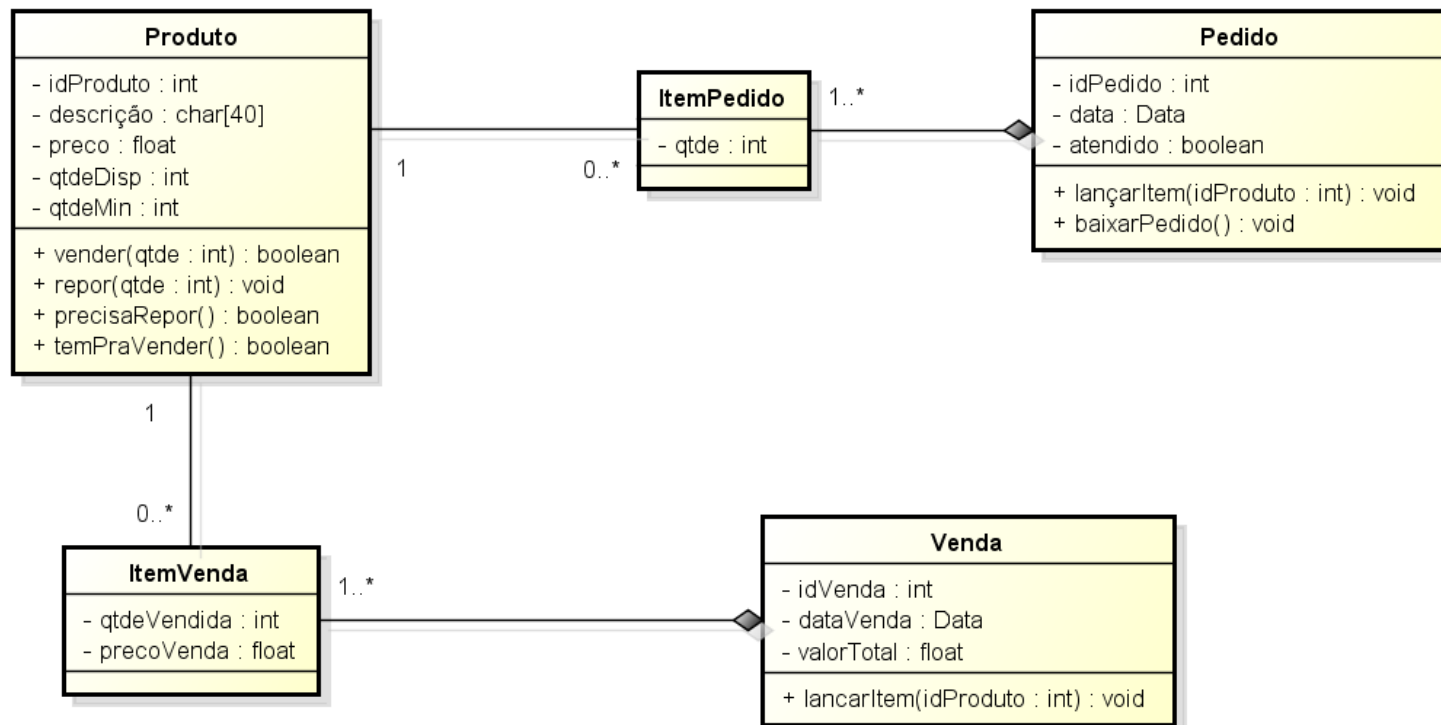 Produto
- idProduto : int
- descrição : char[40]
- preco : float
- qtdeDisp : int
- qtdeMin : int
+ vender(qtde : int) : boolean
+ repor(qtde : int) : void
+ precisaRepor() : boolean
+ temPraVender() : boolean
1
0..*
ItemPedido
- qtde : int
1..*
Pedido
- idPedido : int
- data : Data
- atendido : boolean
+ lançarItem(idProduto : int) : void
+ baixarPedido() : void
1
0..*
ItemVenda
- qtdeVendida : int
- precoVenda : float
1..*
Venda
- idVenda : int
- dataVenda : Data
- valorTotal : float
+ lancarItem(idProduto : int) : void